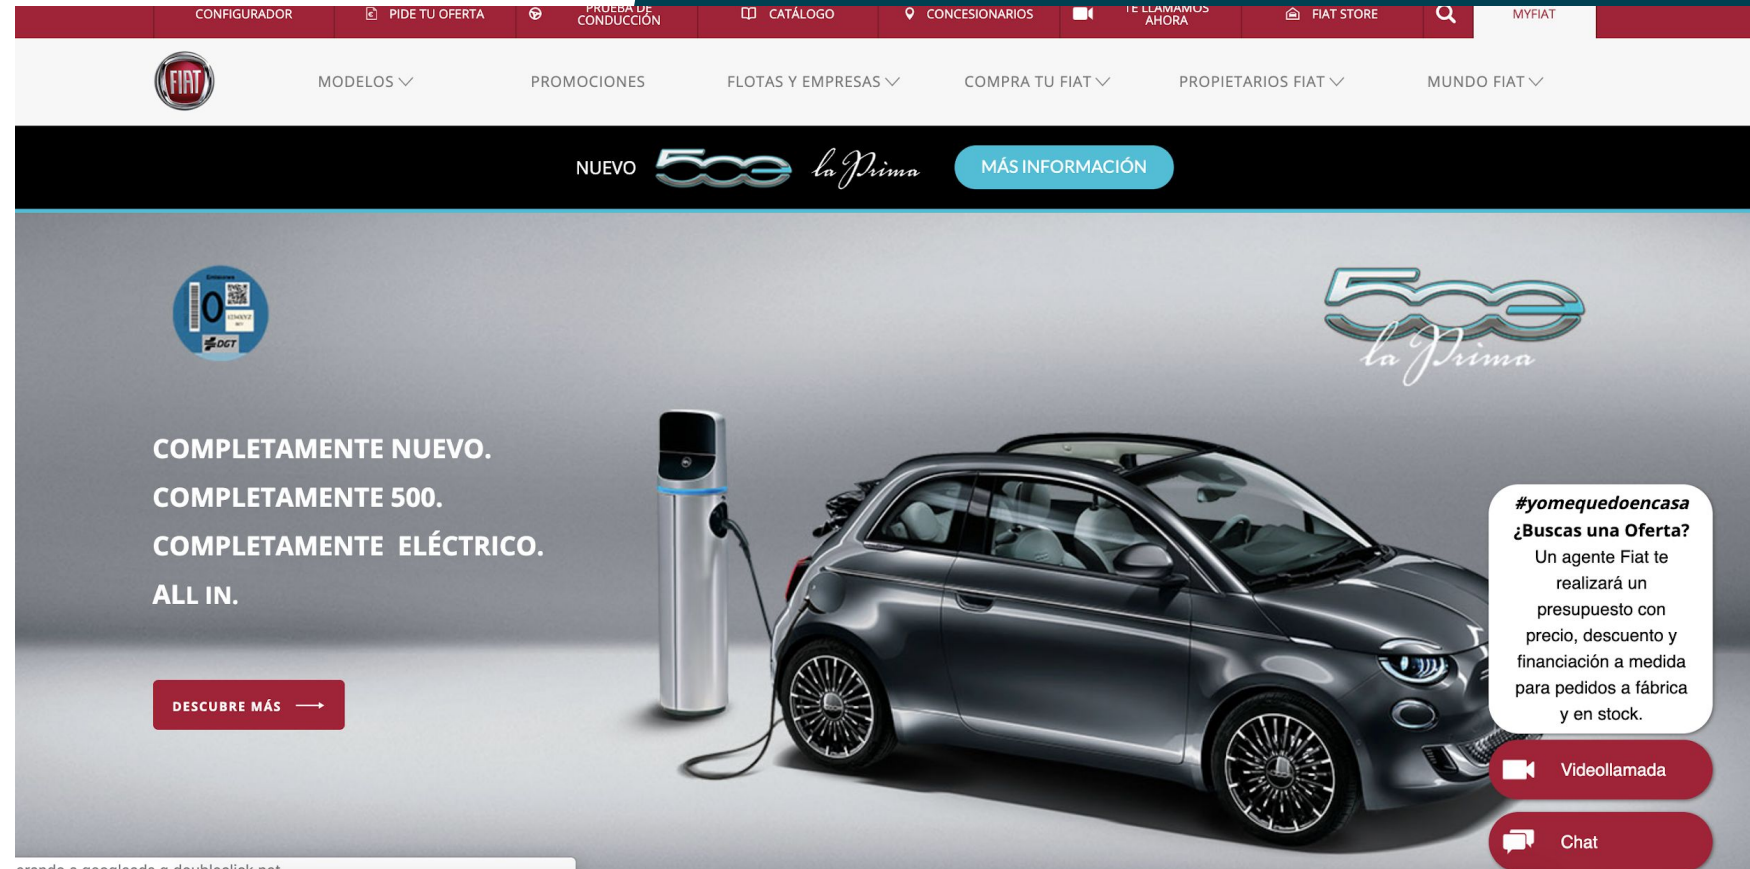 CONFIGURADOR
PIDE TU OFERTA
PRUEBA DE
CONDUCCIÓN
CATÁLOGO
CONCESIONARIOS
TE LLAMAMOS
AHORA
FIAT STORE
MYFIAT
FIAT
MODELOS
PROMOCIONES
FLOTAS Y EMPRESAS
COMPRA TU FIAT
PROPIETARIOS FIAT
MUNDO FIAT
NUEVO 500 la Prima
MÁS INFORMACIÓN
0
DGT
500
la Prima
COMPLETAMENTE NUEVO.
COMPLETAMENTE 500.
COMPLETAMENTE ELÉCTRICO.
ALL IN.
DESCUBRE MÁS
#yomequedoencasa
¿Buscas una Oferta?
Un agente Fiat te
realizará un
presupuesto con
precio, descuento y
financiación a medida
para pedidos a fábrica
y en stock.
Videollamada
Chat